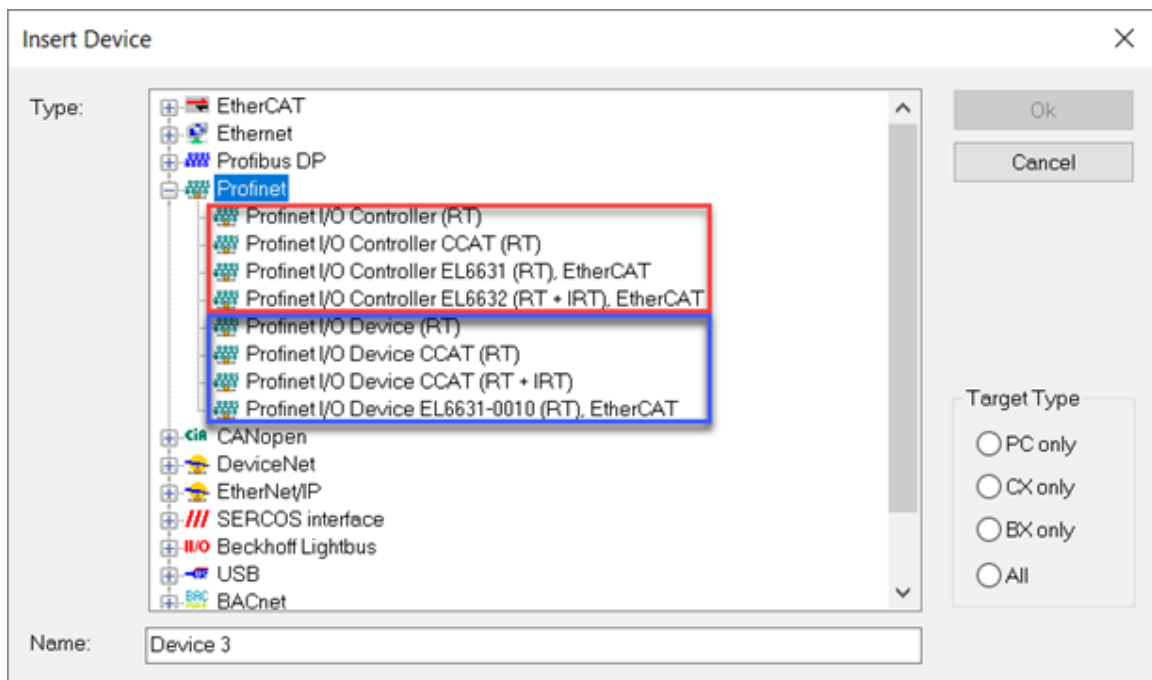 Insert Device
Type:
EtherCAT
Ethernet
Profibus DP
Profinet
Profinet I/O Controller (RT)
Profinet I/O Controller CCAT (RT)
Profinet I/O Controller EL6631 (RT), EtherCAT
Profinet I/O Controller EL6632 (RT + IRT), EtherCAT
Profinet I/O Device (RT)
Profinet I/O Device CCAT (RT)
Profinet I/O Device CCAT (RT + IRT)
Profinet I/O Device EL6631-0010 (RT), EtherCAT
CiA CANopen
DeviceNet
EtherNet/IP
SERCOS interface
II/O Beckhoff Lightbus
USB
BACnet
Ok
Cancel
Target Type
PC only
CX only
BX only
All
Name:
Device 3